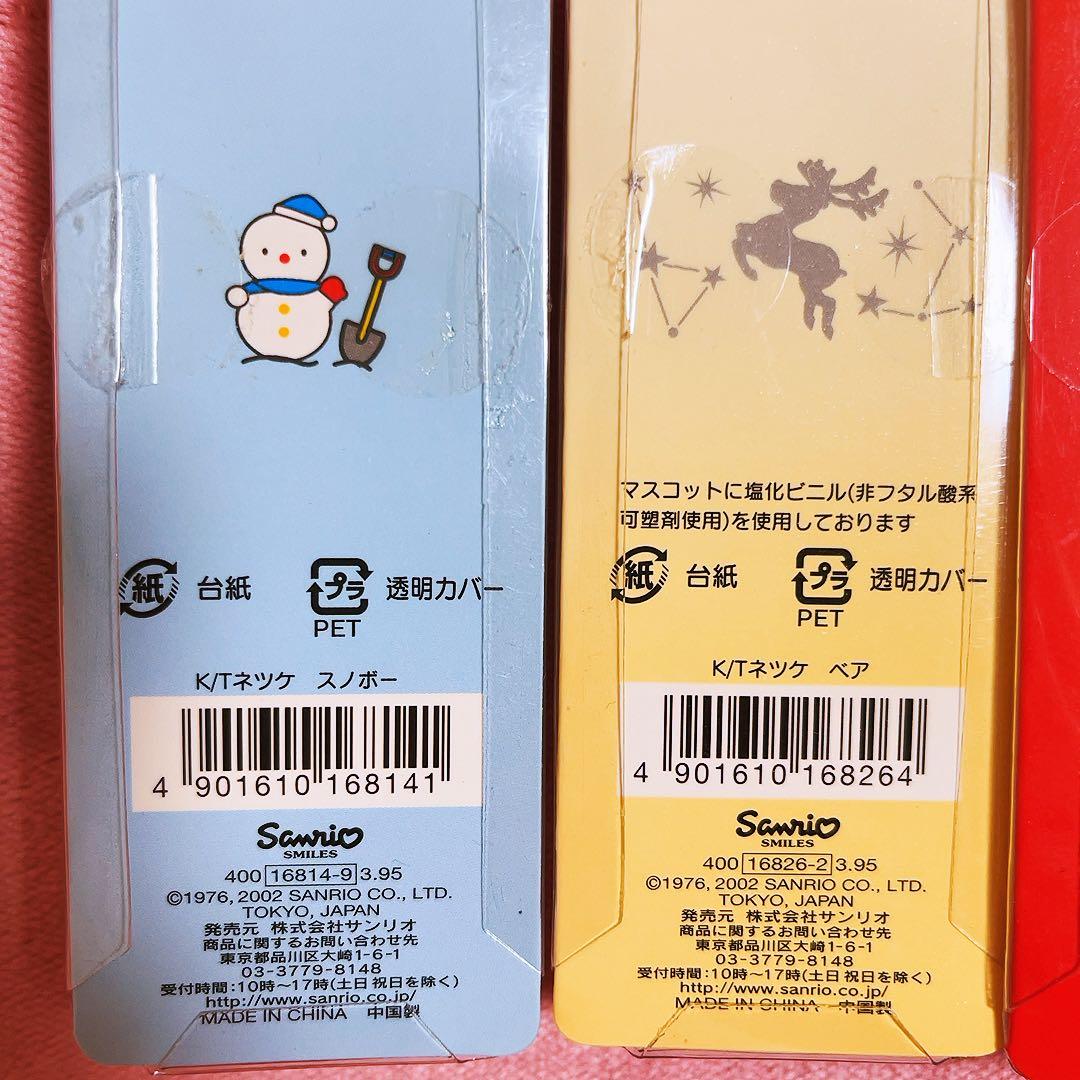 紙 台紙 プラ 透明カバー
PET
K/Tネツケ スノボー
4 901610 168141
Sanrio
SMILES
400 16814-9 3.95
©1976, 2002 SANRIO CO., LTD.
TOKYO, JAPAN
発売元 株式会社サンリオ
商品に関するお問い合わせ先
東京都品川区大崎1-6-1
03-3779-8148
受付時間:10時〜17時(土日祝日を除く)
http://www.sanrio.co.jp/
MADE IN CHINA 中国製
マスコットに塩化ビニル(非フタル酸系
可塑剤使用)を使用しております
紙 台紙 プラ 透明カバー
PET
K/Tネツケ ベア
4 901610 168264
Sanrio
SMILES
400 16826-2 3.95
©1976, 2002 SANRIO CO., LTD.
TOKYO, JAPAN
発売元 株式会社サンリオ
商品に関するお問い合わせ先
東京都品川区大崎1-6-1
03-3779-8148
受付時間:10時〜17時(土日祝日を除く)
http://www.sanrio.co.jp/
MADE IN CHINA 中国製